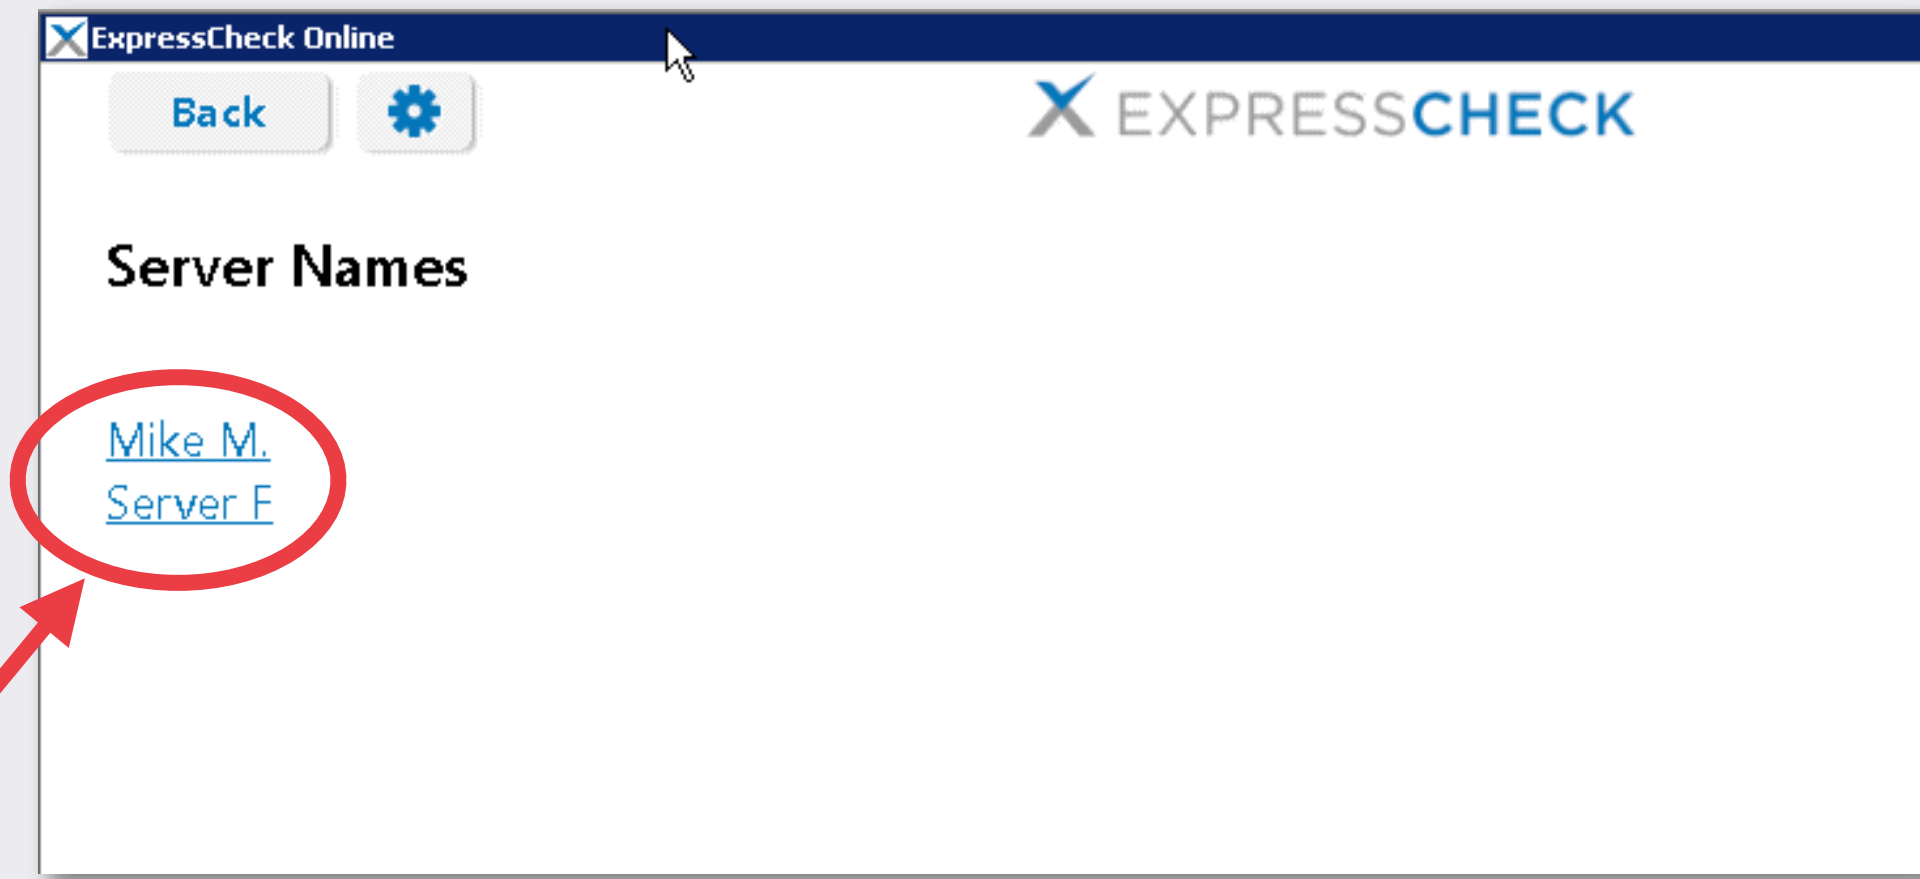 ExpressCheck Online
Back
EXPRESSCHECK
Server Names
Mike M.
Server F